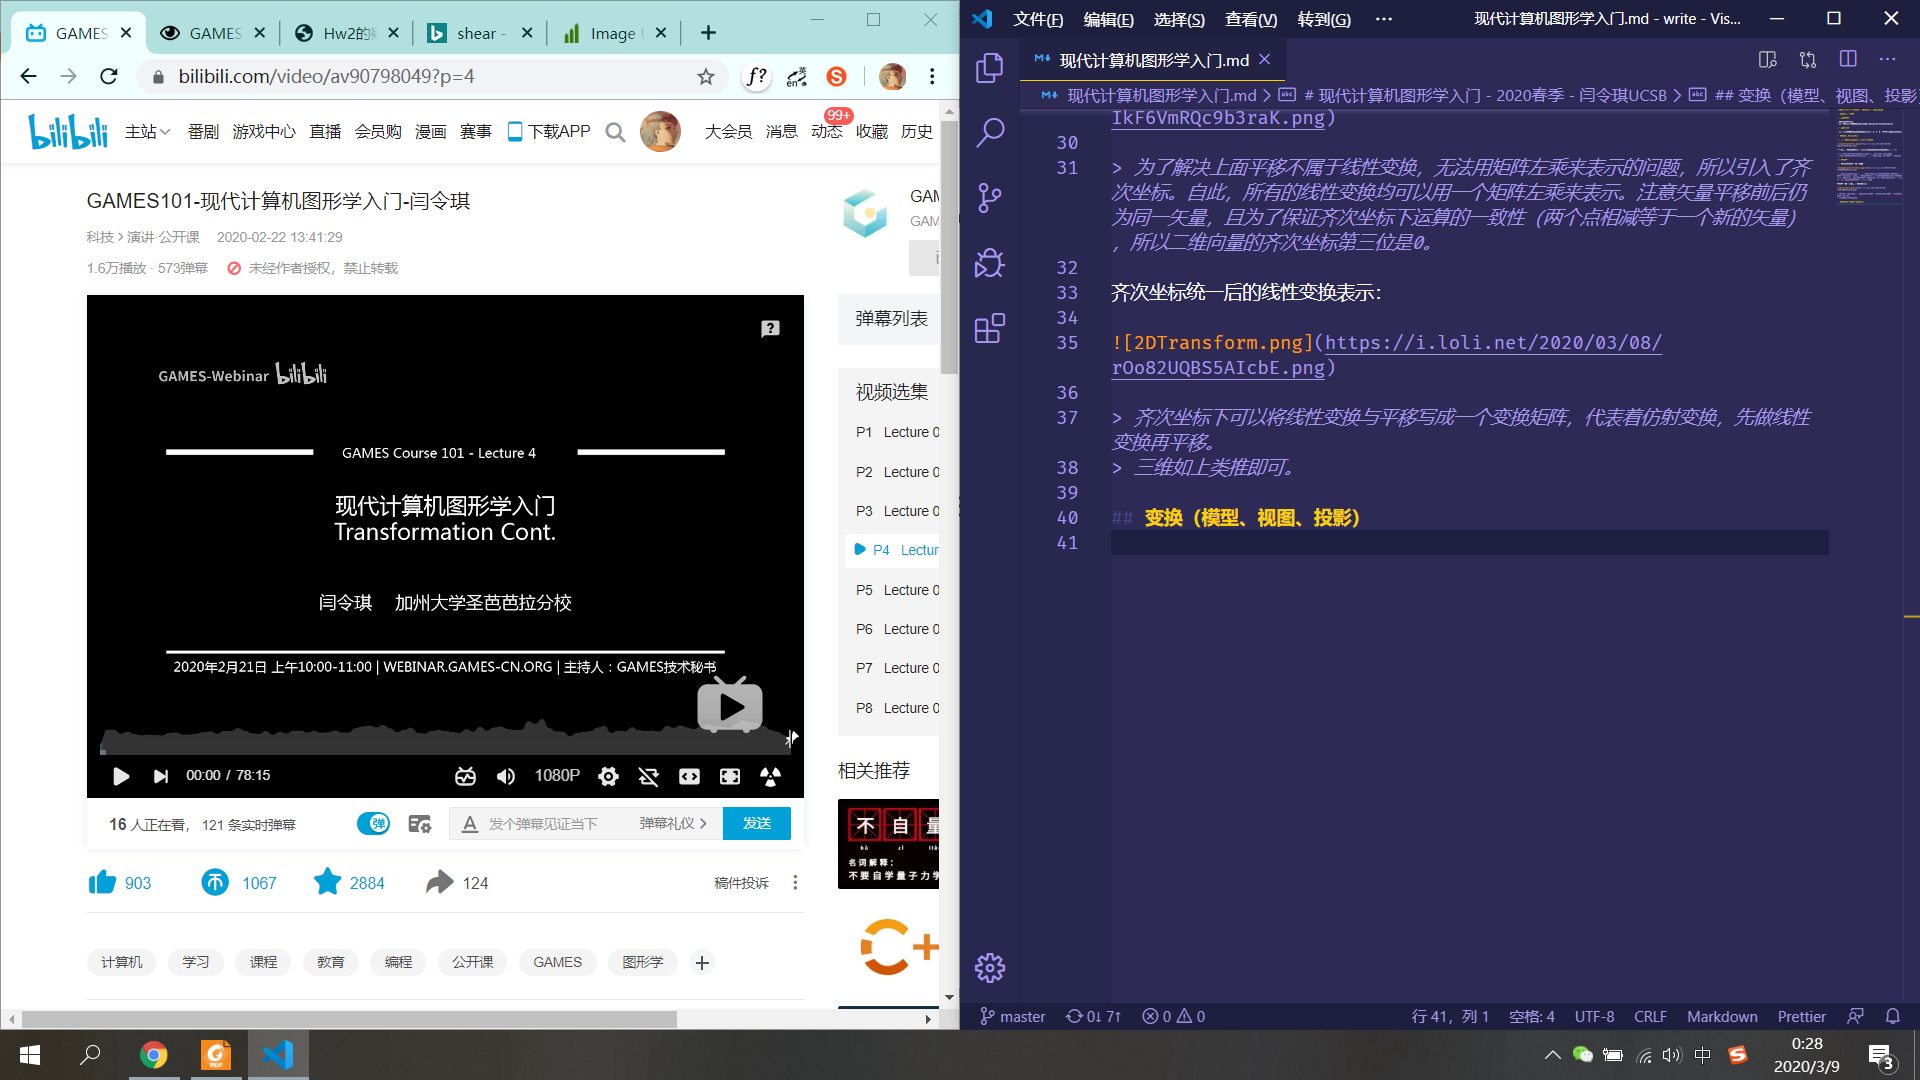 GAMES
GAMES
Hw2的
shear -
Image
bilibili.com/video/av90798049?p=4
f?
英
en
bilibili
主站
番剧
游戏中心
直播
会员购
漫画
赛事
下载APP
大会员
消息
动态
99+
收藏
历史
GAMES101-现代计算机图形学入门-闫令琪
科技 > 演讲·公开课 2020-02-22 13:41:29
1.6万播放 · 573弹幕 未经作者授权，禁止转载
GAM
GAM
弹幕列表
视频选集
P1 Lecture 0
P2 Lecture 0
P3 Lecture 0
P4 Lectur
P5 Lecture 0
P6 Lecture 0
P7 Lecture 0
P8 Lecture 0
GAMES-Webinar bilibili
GAMES Course 101 - Lecture 4
现代计算机图形学入门
Transformation Cont.
闫令琪 加州大学圣芭芭拉分校
2020年2月21日 上午10:00-11:00 | WEBINAR.GAMES-CN.ORG | 主持人：GAMES技术秘书
00:00 / 78:15
1080P
16 人正在看， 121 条实时弹幕
弹
发个弹幕见证当下
弹幕礼仪 >
发送
903
1067
2884
124
稿件投诉
相关推荐
不自量
bù zì liàn
名词解释：
不要自学量子力学
C+
计算机
学习
课程
教育
编程
公开课
GAMES
图形学
文件(F) 编辑(E) 选择(S) 查看(V) 转到(G) ··· 现代计算机图形学入门.md - write - Vis...
现代计算机图形学入门.md
现代计算机图形学入门.md > # 现代计算机图形学入门 - 2020春季 - 闫令琪UCSB > ## 变换（模型、视图、投影
IkF6VmRQc9b3raK.png)
30
31 > 为了解决上面平移不属于线性变换，无法用矩阵左乘来表示的问题，所以引入了齐
次坐标。自此，所有的线性变换均可以用一个矩阵左乘来表示。注意矢量平移前后仍
为同一矢量，且为了保证齐次坐标下运算的一致性（两个点相减等于一个新的矢量）
，所以二维向量的齐次坐标第三位是0。
32
33 齐次坐标统一后的线性变换表示：
34
35 ![2DTransform.png](https://i.loli.net/2020/03/08/
rOo82UQBS5AIcbE.png)
36
37 > 齐次坐标下可以将线性变换与平移写成一个变换矩阵，代表着仿射变换，先做线性
变换再平移。
38 > 三维如上类推即可。
39
40 ## 变换（模型、视图、投影）
41
master 0↓ 7↑ 0 0 行 41，列 1 空格: 4 UTF-8 CRLF Markdown Prettier
中
0:28
2020/3/9
3